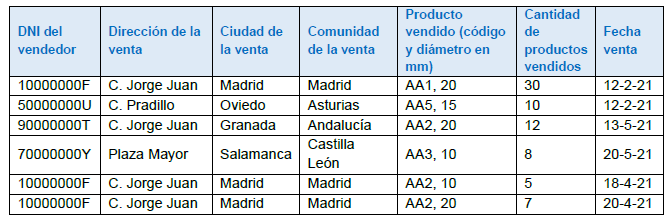 DNI del vendedor | Dirección de la venta | Ciudad de la venta | Comunidad de la venta | Producto vendido (código y diámetro en mm) | Cantidad de productos vendidos | Fecha venta
10000000F | C. Jorge Juan | Madrid | Madrid | AA1, 20 | 30 | 12-2-21
50000000U | C. Pradillo | Oviedo | Asturias | AA5, 15 | 10 | 12-2-21
90000000T | C. Jorge Juan | Granada | Andalucía | AA2, 20 | 12 | 13-5-21
70000000Y | Plaza Mayor | Salamanca | Castilla León | AA3, 10 | 8 | 20-5-21
10000000F | C. Jorge Juan | Madrid | Madrid | AA2, 10 | 5 | 18-4-21
10000000F | C. Jorge Juan | Madrid | Madrid | AA2, 20 | 7 | 20-4-21